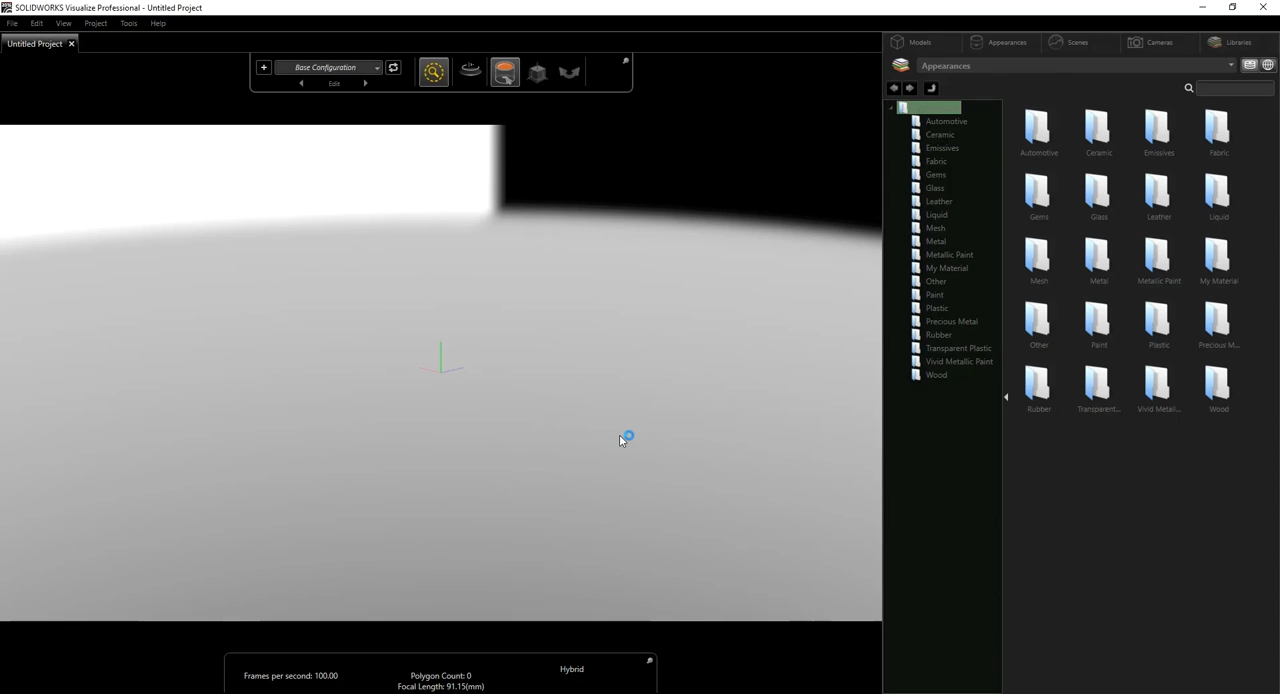 SOLIDWORKS Visualize Professional - Untitled Project
File Edit View Project Tools Help
Untitled Project
Base Configuration
Edit
Models Appearances Scenes Cameras Libraries
Appearances
Automotive
Ceramic
Emissives
Fabric
Gems
Glass
Leather
Liquid
Mesh
Metal
Metallic Paint
My Material
Other
Paint
Plastic
Precious Metal
Rubber
Transparent Plastic
Vivid Metallic Paint
Wood
Automotive Ceramic Emissives Fabric
Gems Glass Leather Liquid
Mesh Metal Metallic Paint My Material
Other Paint Plastic Precious M...
Rubber Transparent... Vivid Metall... Wood
Frames per second: 100.00
Polygon Count: 0
Focal Length: 91.15(mm)
Hybrid